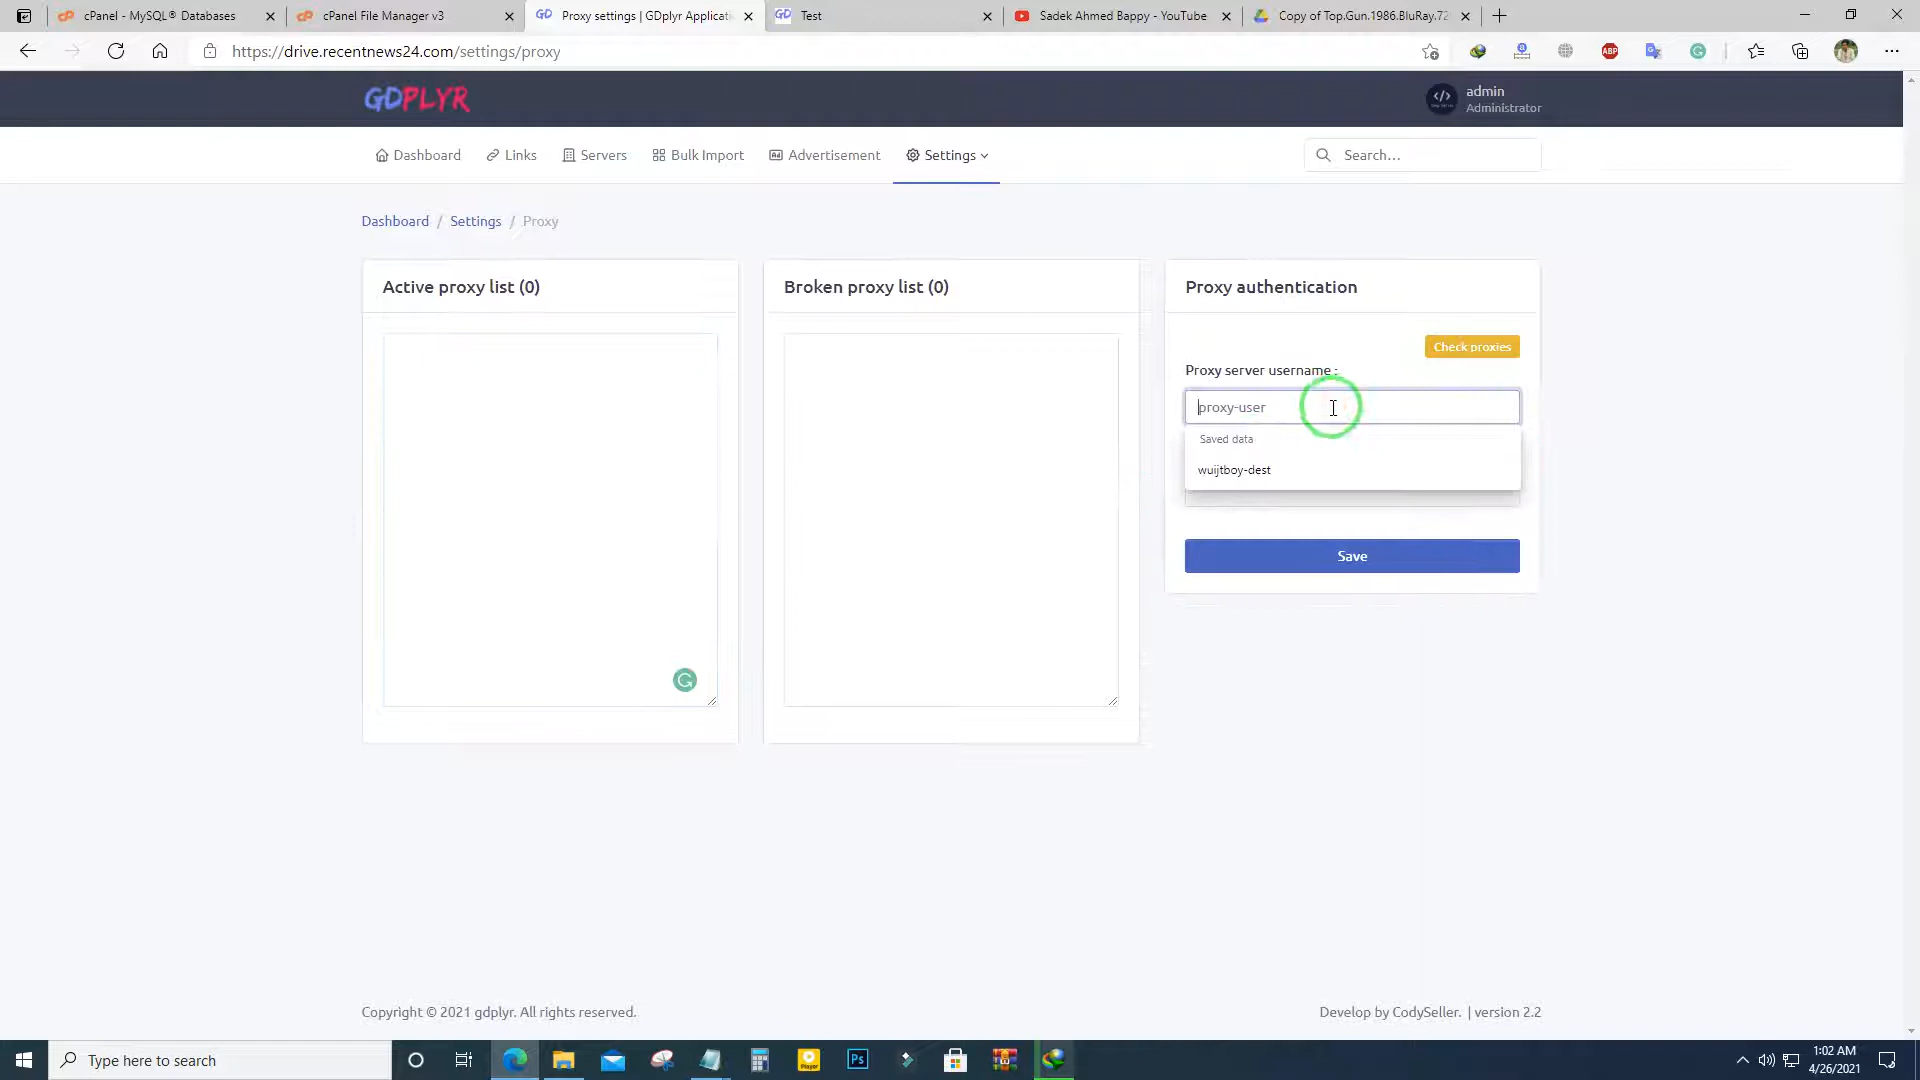 cPanel - MySQL® Databases
cPanel File Manager v3
Proxy settings | GDplyr Applicati
Test
Sadek Ahmed Bappy - YouTube
Copy of Top.Gun.1986.BluRay.72
https://drive.recentnews24.com/settings/proxy
ABP
GDPLYR
admin
Administrator
Dashboard
Links
Servers
Bulk Import
Advertisement
Settings
Search...
Dashboard / Settings / Proxy
Active proxy list (0)
Broken proxy list (0)
Proxy authentication
Check proxies
Proxy server username :
proxy-user
Saved data
wuijtboy-dest
Save
Copyright © 2021 gdplyr. All rights reserved.
Develop by CodySeller. | version 2.2
Type here to search
Player
Ps
1:02 AM
4/26/2021